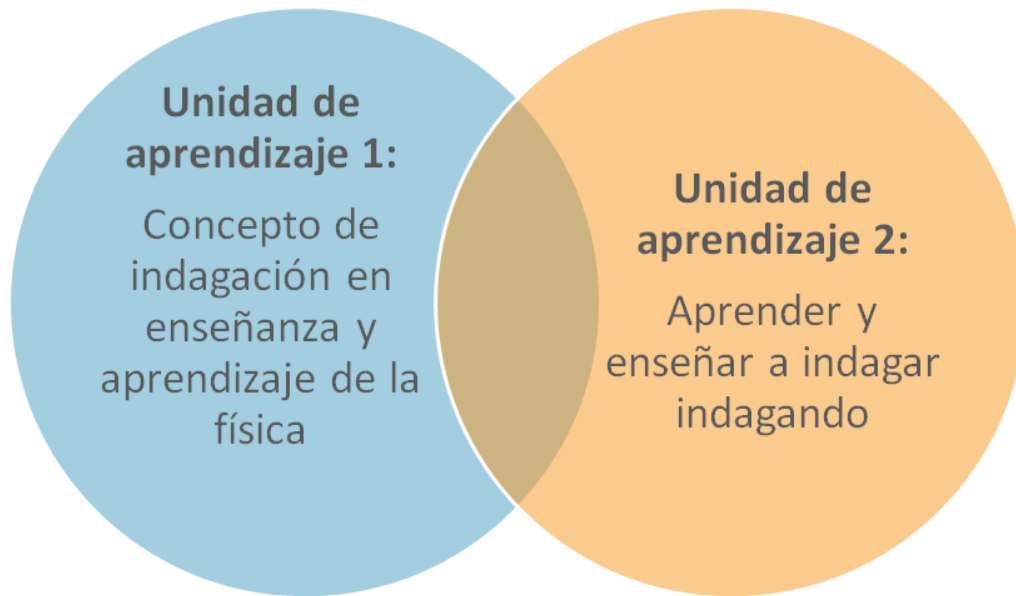 Unidad de
aprendizaje 1:
Concepto de
indagación en
enseñanza y
aprendizaje de la
física
Unidad de
aprendizaje 2:
Aprender y
enseñar a indagar
indagando